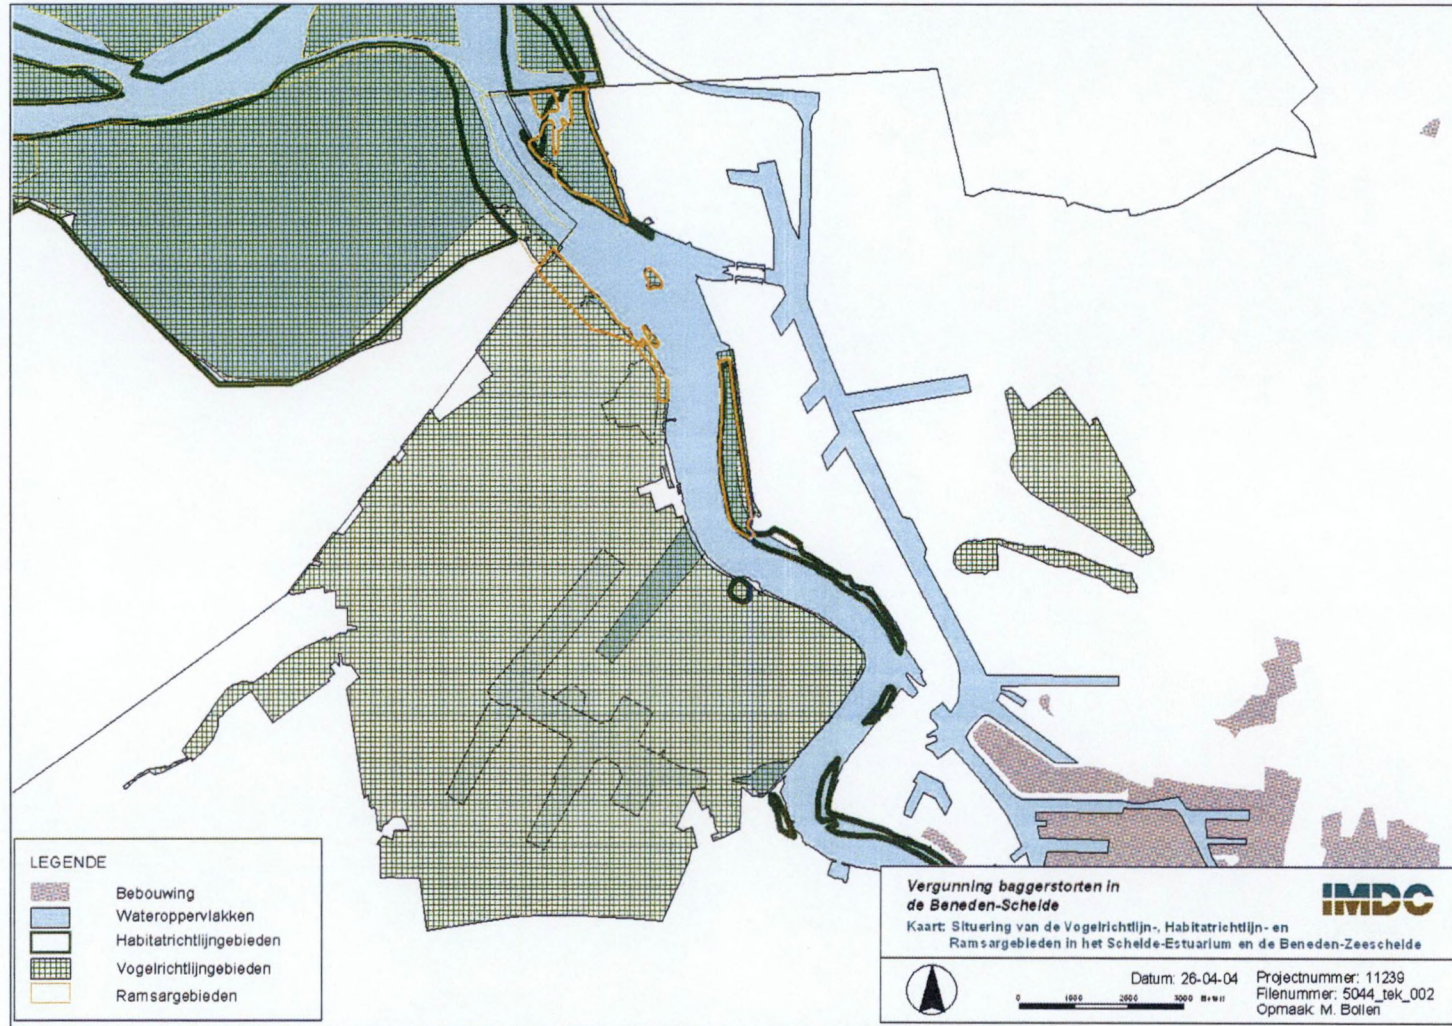 LEGENDE
Bebouwing
Wateroppervlakken
Habitatrichtlijngebieden
Vogelrichtlijngebieden
Ramsargebieden
Vergunning baggerstorten in
de Beneden-Schelde
IMDC
Kaart: Situering van de Vogelrichtlijn-, Habitatrichtlijn- en
Ramsargebieden in het Schelde-Estuarium en de Beneden-Zeeschelde
Datum: 26-04-04
0 1000 2000 3000
Projectnummer: 11239
Filenummer: 5044_tek_002
Opmaak: M. Bollen